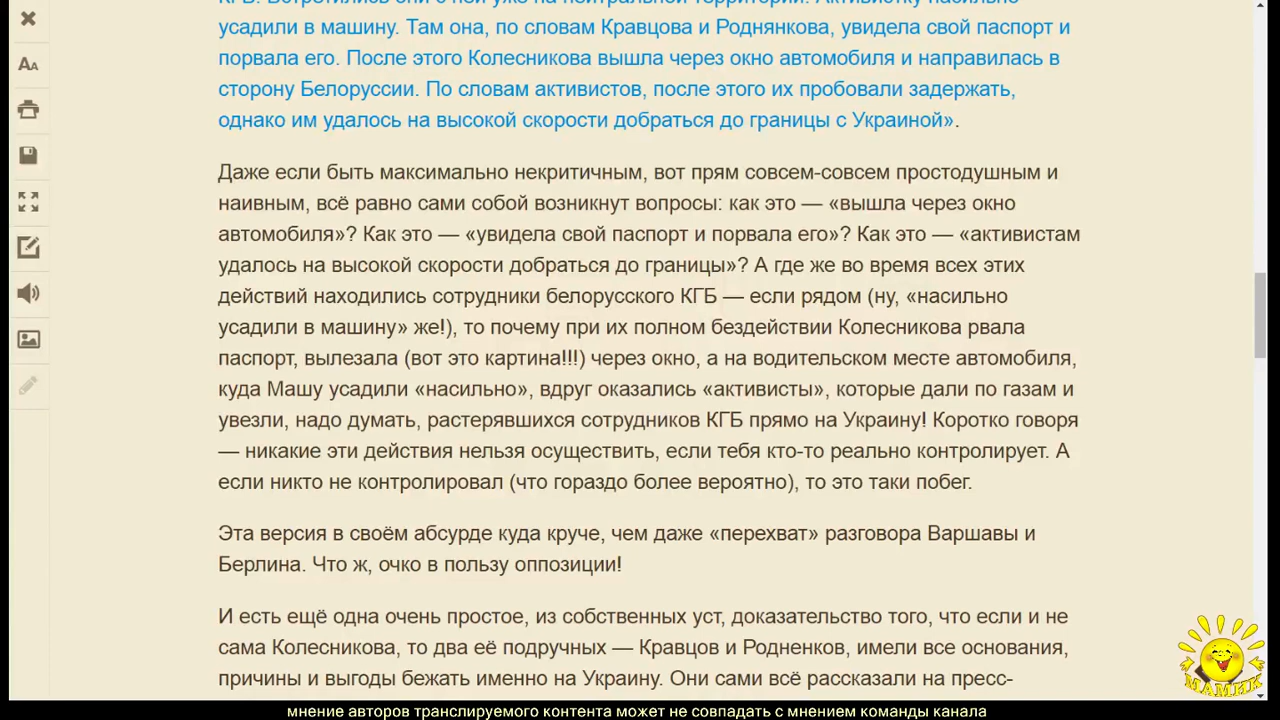 усадили в машину. Там она, по словам Кравцова и Роднянкова, увидела свой паспорт и
порвала его. После этого Колесникова вышла через окно автомобиля и направилась в
сторону Белоруссии. По словам активистов, после этого их пробовали задержать,
однако им удалось на высокой скорости добраться до границы с Украиной».
Даже если быть максимально некритичным, вот прям совсем-совсем простодушным и
наивным, всё равно сами собой возникнут вопросы: как это — «вышла через окно
автомобиля»? Как это — «увидела свой паспорт и порвала его»? Как это — «активистам
удалось на высокой скорости добраться до границы»? А где же во время всех этих
действий находились сотрудники белорусского КГБ — если рядом (ну, «насильно
усадили в машину» же!), то почему при их полном бездействии Колесникова рвала
паспорт, вылезала (вот это картина!!!) через окно, а на водительском месте автомобиля,
куда Машу усадили «насильно», вдруг оказались «активисты», которые дали по газам и
увезли, надо думать, растерявшихся сотрудников КГБ прямо на Украину! Коротко говоря
— никакие эти действия нельзя осуществить, если тебя кто-то реально контролирует. А
если никто не контролировал (что гораздо более вероятно), то это таки побег.
Эта версия в своём абсурде куда круче, чем даже «перехват» разговора Варшавы и
Берлина. Что ж, очко в пользу оппозиции!
И есть ещё одна очень простое, из собственных уст, доказательство того, что если и не
сама Колесникова, то два её подручных — Кравцов и Родненков, имели все основания,
причины и выгоды бежать именно на Украину. Они сами всё рассказали на пресс-
МАМИК
мнение авторов транслируемого контента может не совпадать с мнением команды канала